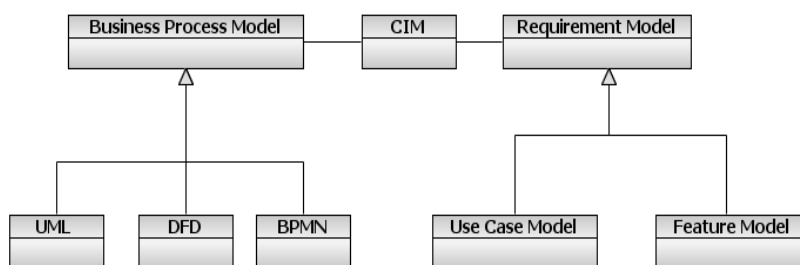 Business Process Model
CIM
Requirement Model
UML
DFD
BPMN
Use Case Model
Feature Model